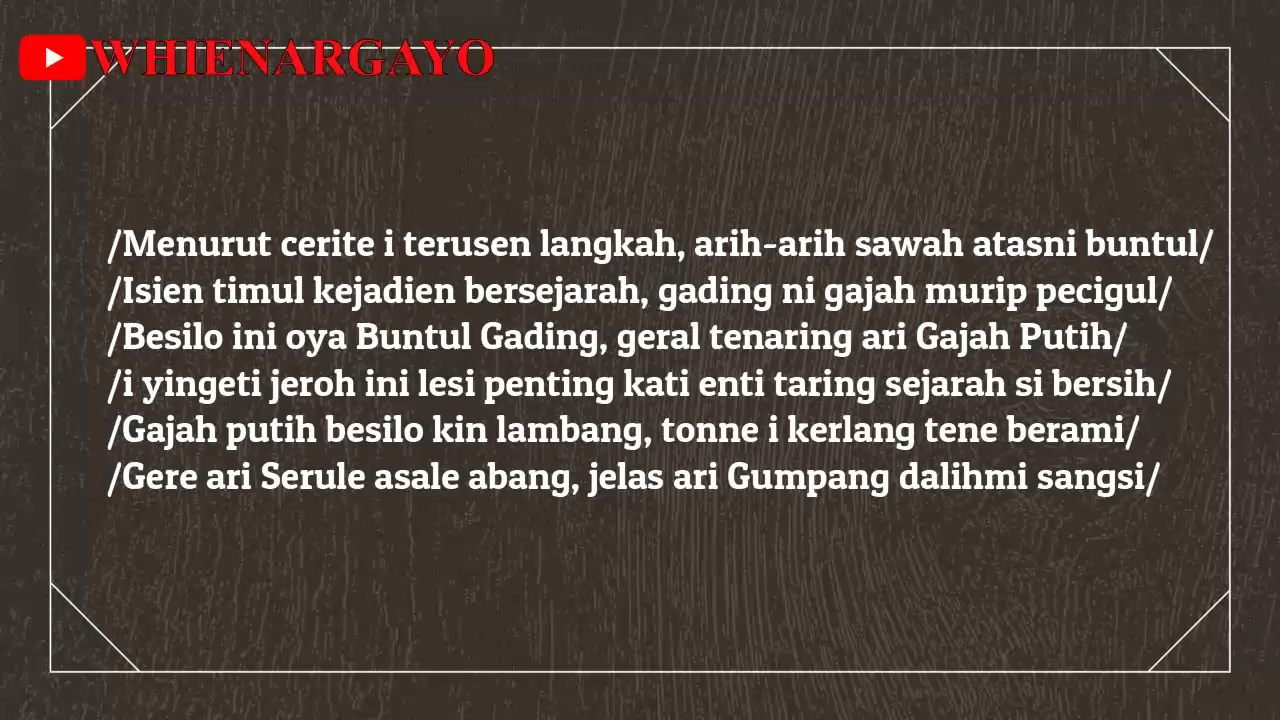 WHIENARGAYO
/Menurut cerite i terusen langkah, arih-arih sawah atasni buntul/
/Isien timul kejadien bersejarah, gading ni gajah murip pecigul/
/Besilo ini oya Buntul Gading, geral tenaring ari Gajah Putih/
/i yingeti jeroh ini lesi penting kati enti taring sejarah si bersih/
/Gajah putih besilo kin lambang, tonne i kerlang tene berami/
/Gere ari Serule asale abang, jelas ari Gumpang dalihmi sangsi/